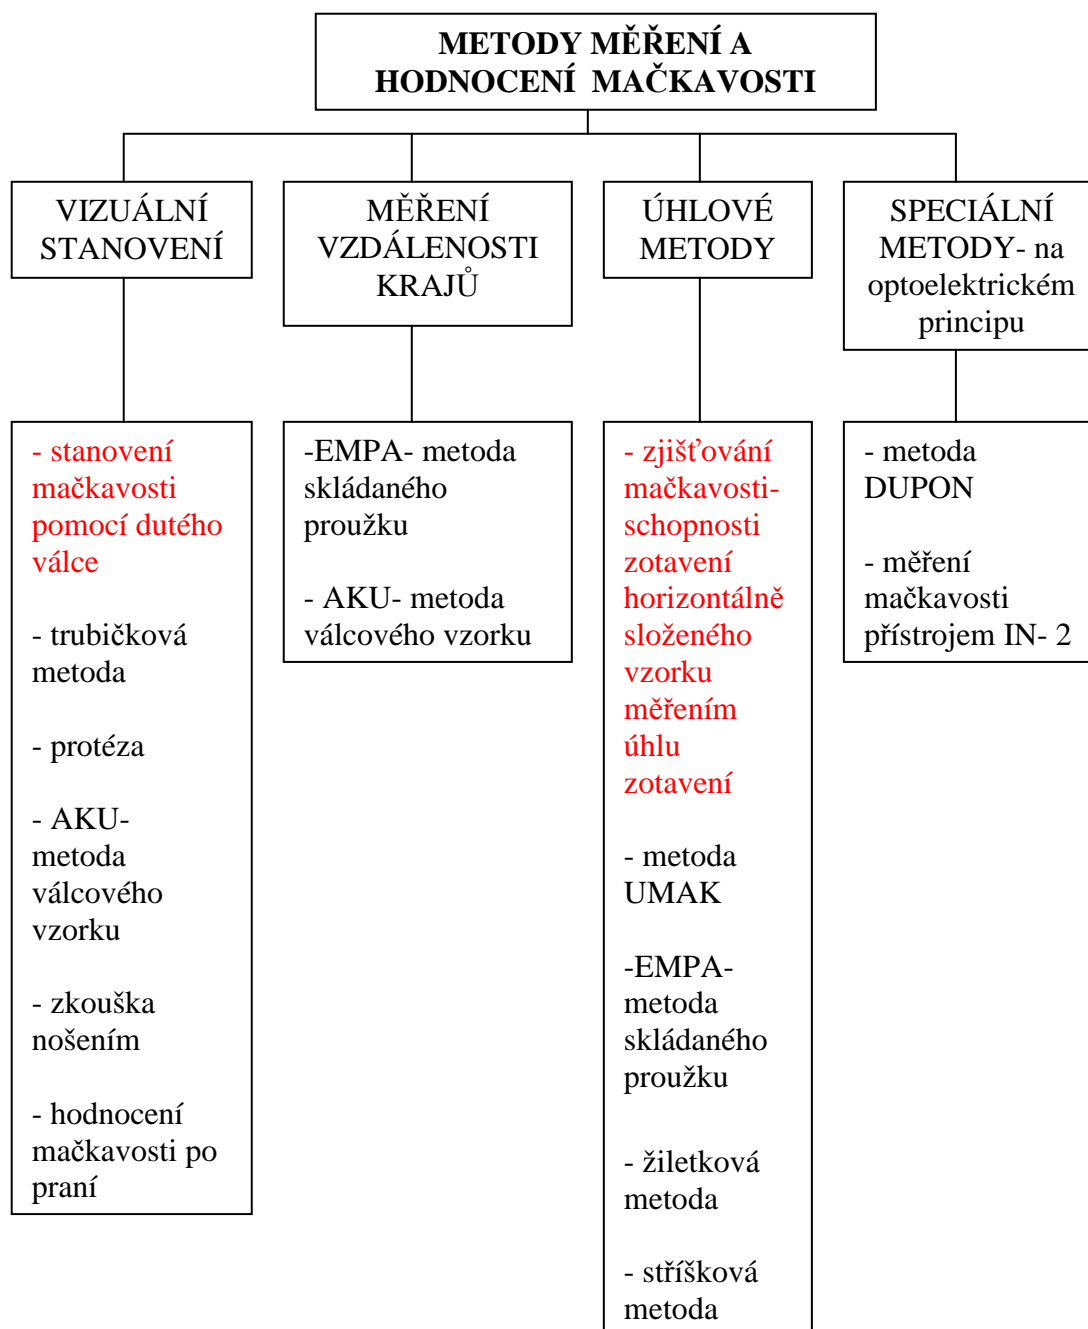 METODY MĚŘENÍ A
HODNOCENÍ MAČKAVOSTI
VIZUÁLNÍ
STANOVENÍ
MĚŘENÍ
VZDÁLENOSTI
KRAJŮ
ÚHLOVÉ
METODY
SPECIÁLNÍ
METODY- na
optoelektrickém
principu
- stanovení
mačkavosti
pomocí dutého
válce
- trubičková
metoda
- protéza
- AKU-
metoda
válcového
vzorku
- zkouška
nošením
- hodnocení
mačkavosti po
praní
-EMPA- metoda
skládaného
proužku
- AKU- metoda
válcového vzorku
- zjišťování
mačkavosti-
schopnosti
zotavení
horizontálně
složeného
vzorku
měřením
úhlu
zotavení
- metoda
UMAK
-EMPA-
metoda
skládaného
proužku
- žiletková
metoda
- stříšková
metoda
- metoda
DUPON
- měření
mačkavosti
přístrojem IN- 2